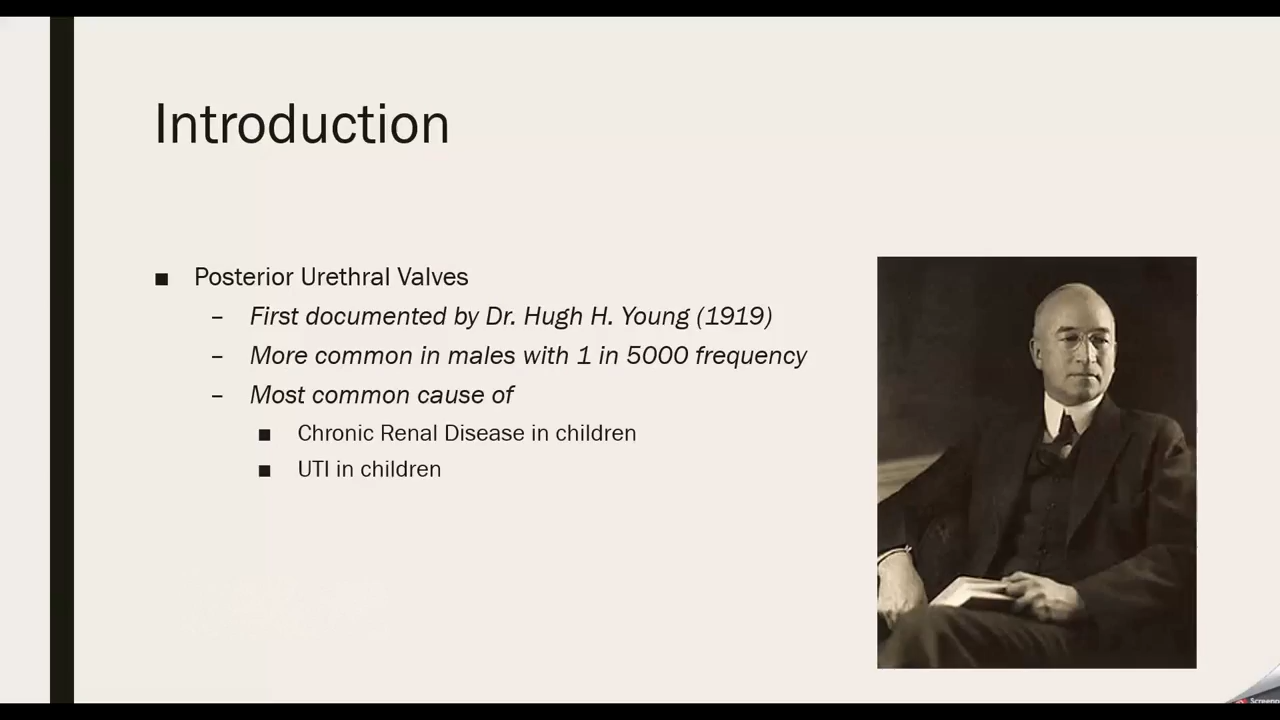 Introduction
■ Posterior Urethral Valves
– First documented by Dr. Hugh H. Young (1919)
– More common in males with 1 in 5000 frequency
– Most common cause of
■ Chronic Renal Disease in children
■ UTI in children